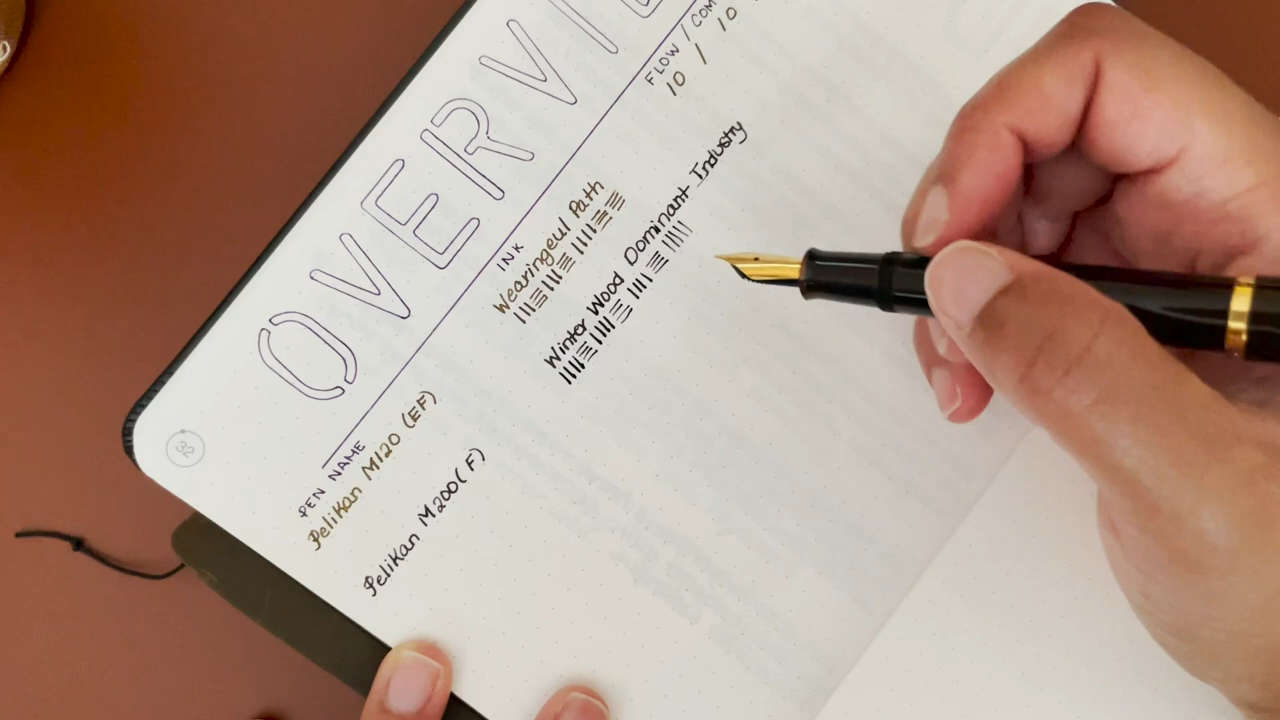 OVERVIE
PEN NAME INK FLOW / COM
Pelikan M120 (EF) Wearingeul Path 10 / 10
Pelikan M200 (F) Winter Wood Dominant Industry
32